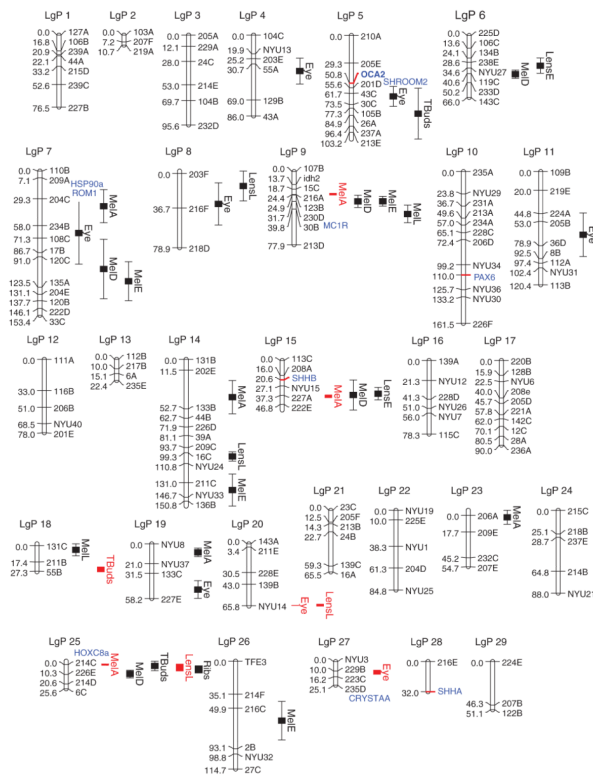 LgP 1
0.0 127A
16.8 106B
20.9 239A
22.1 44A
33.2 215D
52.6 239C
76.5 227B
LgP 2
0.0 103A
7.2 207F
10.7 219A
LgP 3
0.0 205A
12.1 229A
28.0 24C
53.0 214E
69.7 104B
95.6 232D
LgP 4
0.0 104C
19.9 NYU13
25.2 203E
30.7 55A
69.0 129B
86.0 43A
Eye
LgP 5
0.0 210A
29.3 205E
50.8 OCA2
55.6 201D
SHROOM2
61.7 43C
73.5 30C
77.3 105B
84.9 26A
96.4 237A
103.2 213E
Eye
TBuds
LgP 6
0.0 225D
13.6 106C
23.9 134B
28.6 238E
34.6 NYU27
40.6 119C
50.2 233D
66.0 143C
MelD
LensE
LgP 7
0.0 110B
7.1 209A
HSP90a
ROM1
29.3 204C
58.0 234B
71.3 108C
86.7 17B
91.0 120C
123.5 135A
131.1 204E
137.7 120B
146.1 222D
153.4 33C
Eye
MelA
MelD
MelE
LgP 8
0.0 203F
36.7 216F
78.9 218D
Eye
LensL
LgP 9
0.0 107B
13.7 idh2
18.7 15C
24.4 216A
24.9 123B
31.7 230D
39.8 30B
MC1R
77.9 213D
MelA
MelD
MelE
MelL
LgP 10
0.0 235A
23.8 NYU29
36.7 231A
49.6 213A
57.0 234A
65.1 228C
72.4 206D
99.2 NYU34
110.0 PAX6
125.7 NYU36
133.2 NYU30
161.5 226F
LgP 11
0.0 109B
20.0 219E
44.8 224A
53.0 205B
78.9 36D
92.5 8B
97.4 112A
102.4 NYU31
120.4 113B
Eye
LgP 12
0.0 111A
33.0 116B
51.0 206B
68.5 NYU40
78.0 201E
LgP 13
0.0 112B
10.0 217B
15.1 6A
22.4 235E
LgP 14
0.0 131B
11.5 202E
52.7 133B
62.7 44B
71.9 226D
81.1 39A
93.7 209C
99.3 16C
110.8 NYU24
131.0 211C
146.7 NYU33
150.8 136B
MelA
LensL
MelE
LgP 15
0.0 113C
16.0 208A
20.6 SHHB
27.1 NYU15
37.3 227A
46.8 222E
MelA
MelD
LensE
LgP 16
0.0 139A
21.3 NYU12
41.3 228D
51.0 NYU26
56.0 NYU7
78.3 115C
LgP 17
0.0 220B
15.9 128B
22.5 NYU6
40.0 208e
45.7 205D
57.8 221A
62.0 142C
70.1 12C
80.5 28A
90.0 236A
LgP 18
0.0 131C
17.4 211B
27.3 55B
MelL
TBuds
LgP 19
0.0 NYU8
21.0 NYU37
31.5 133C
58.2 227E
MelA
Eye
LgP 20
0.0 143A
3.4 211E
30.5 228E
43.0 139B
65.8 NYU14
Eye
LensL
LgP 21
0.0 23C
12.5 205F
14.3 213B
22.7 24B
59.3 139C
65.5 16A
LgP 22
0.0 NYU19
10.0 225E
38.3 NYU1
61.3 204D
84.8 NYU25
LgP 23
0.0 206A
17.7 209E
45.2 232C
54.7 207E
MelA
LgP 24
0.0 215C
25.1 218B
28.7 237E
64.8 214B
88.0 NYU21
LgP 25
HOXC8a
0.0 214C
10.3 226E
20.6 214D
25.6 6C
MelA
MelD
TBuds
LensL
Ribs
LgP 26
0.0 TFE3
35.1 214F
49.9 216C
93.1 2B
98.8 NYU32
114.7 27C
MelE
LgP 27
0.0 NYU3
10.0 229B
16.2 223C
25.1 235D
CRYSTAA
Eye
LgP 28
0.0 216E
32.0 SHHA
LgP 29
0.0 224E
46.3 207B
51.1 122B